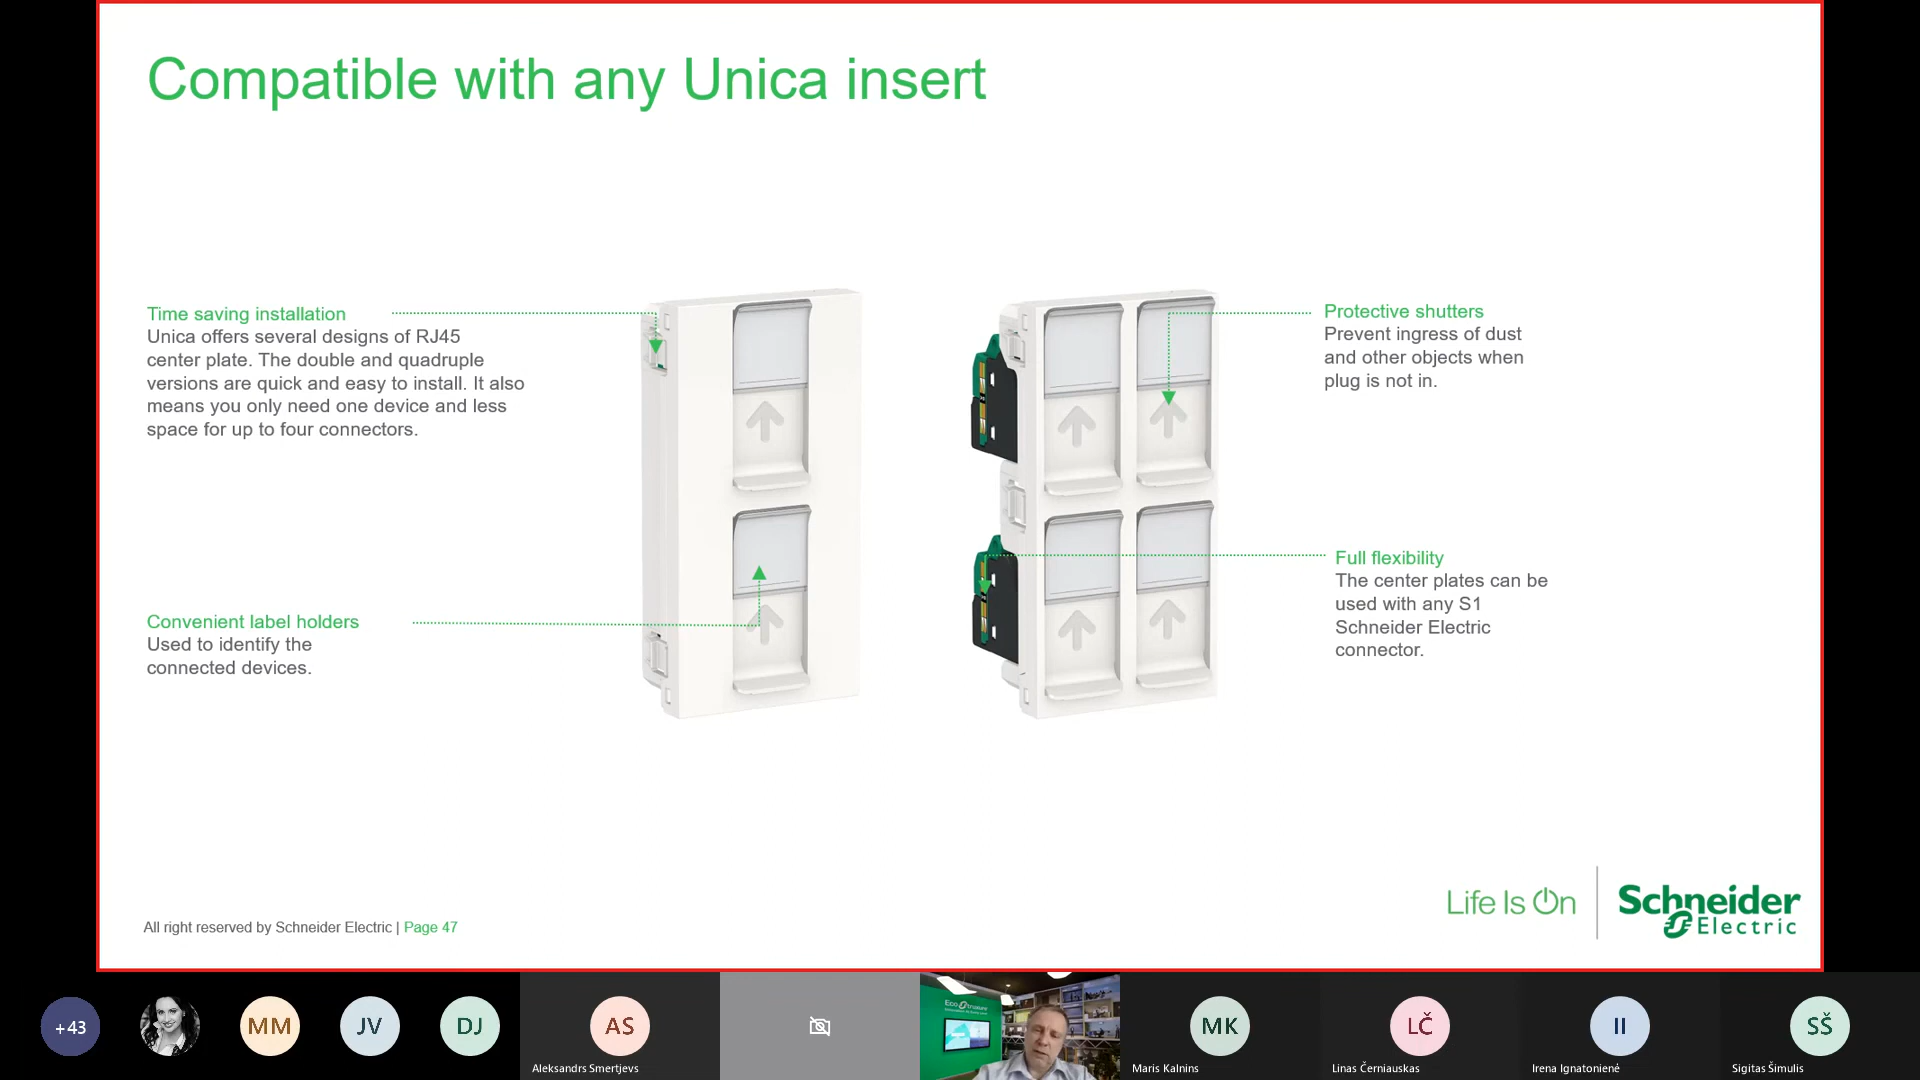 Compatible with any Unica insert
Time saving installation
Unica offers several designs of RJ45
center plate. The double and quadruple
versions are quick and easy to install. It also
means you only need one device and less
space for up to four connectors.
Convenient label holders
Used to identify the
connected devices.
Protective shutters
Prevent ingress of dust
and other objects when
plug is not in.
Full flexibility
The center plates can be
used with any S1
Schneider Electric
connector.
All right reserved by Schneider Electric | Page 47
Life Is On
Schneider
Electric
+43
MM
JV
DJ
AS
Aleksandrs Smertjevs
MK
Maris Kalnins
LČ
Linas Černiauskas
II
Irena Ignatonienė
SŠ
Sigitas Šimulis